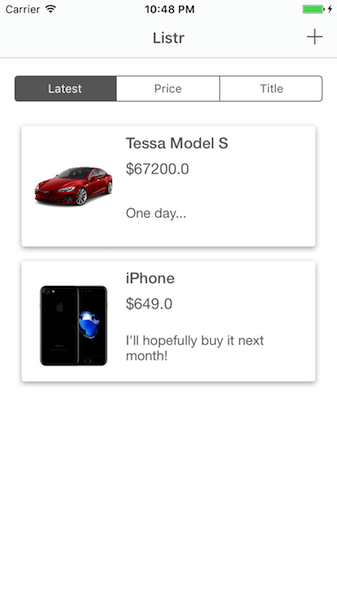 Carrier 10:48 PM
Listr
Latest Price Title
Tessa Model S
$67200.0
One day...
iPhone
$649.0
I'll hopefully buy it next
month!